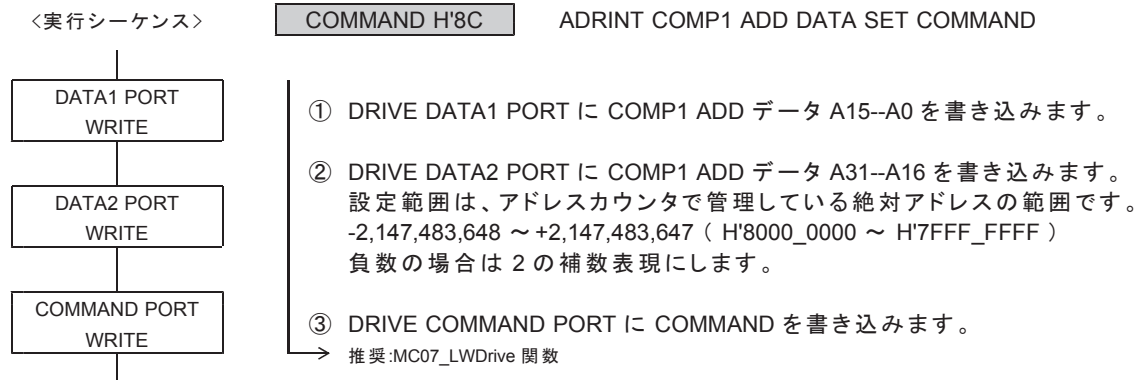 <実行シーケンス>
COMMAND H'8C
ADRINT COMP1 ADD DATA SET COMMAND
DATA1 PORT
WRITE
DATA2 PORT
WRITE
COMMAND PORT
WRITE
① DRIVE DATA1 PORT に COMP1 ADD データ A15--A0 を書き込みます。
② DRIVE DATA2 PORT に COMP1 ADD データ A31--A16 を書き込みます。
設定範囲は、アドレスカウンタで管理している絶対アドレスの範囲です。
-2,147,483,648 ～ +2,147,483,647 ( H'8000_0000 ～ H'7FFF_FFFF )
負数の場合は 2 の補数表現にします。
③ DRIVE COMMAND PORT に COMMAND を書き込みます。
推奨:MC07_LWDrive 関数